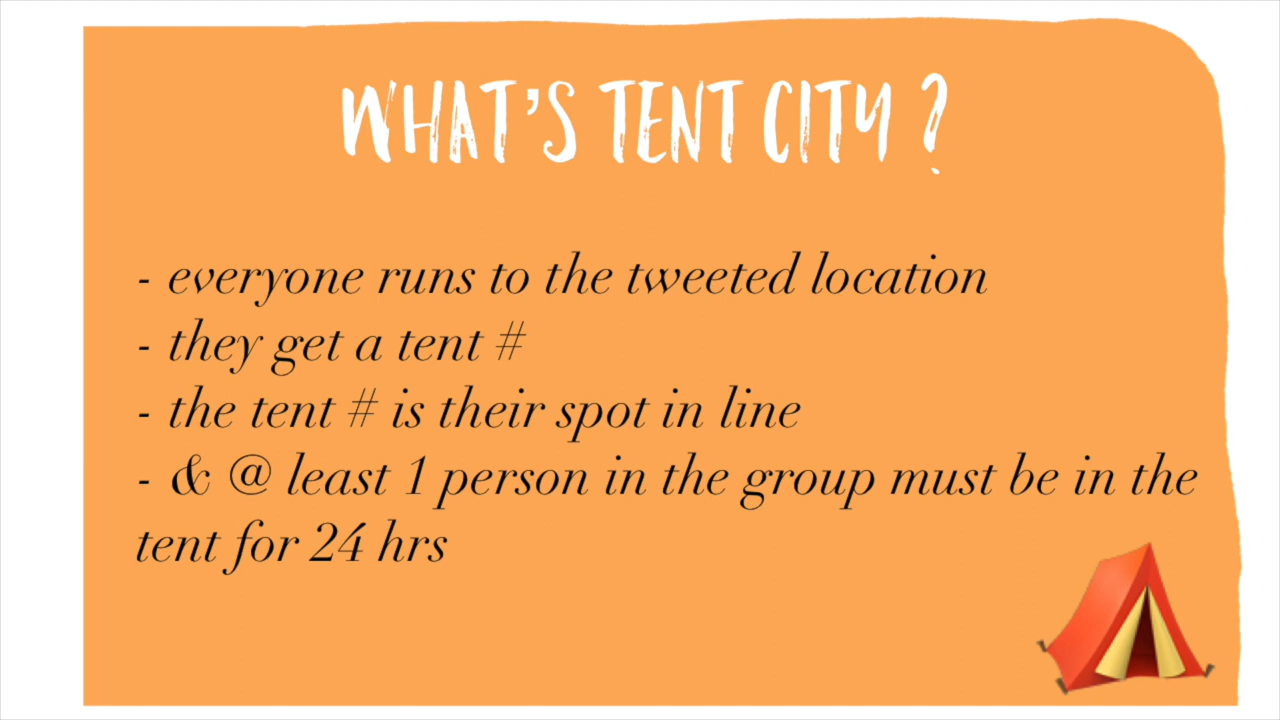 WHAT'S TENT CITY ?
- everyone runs to the tweeted location
- they get a tent #
- the tent # is their spot in line
- & @ least 1 person in the group must be in the
tent for 24 hrs